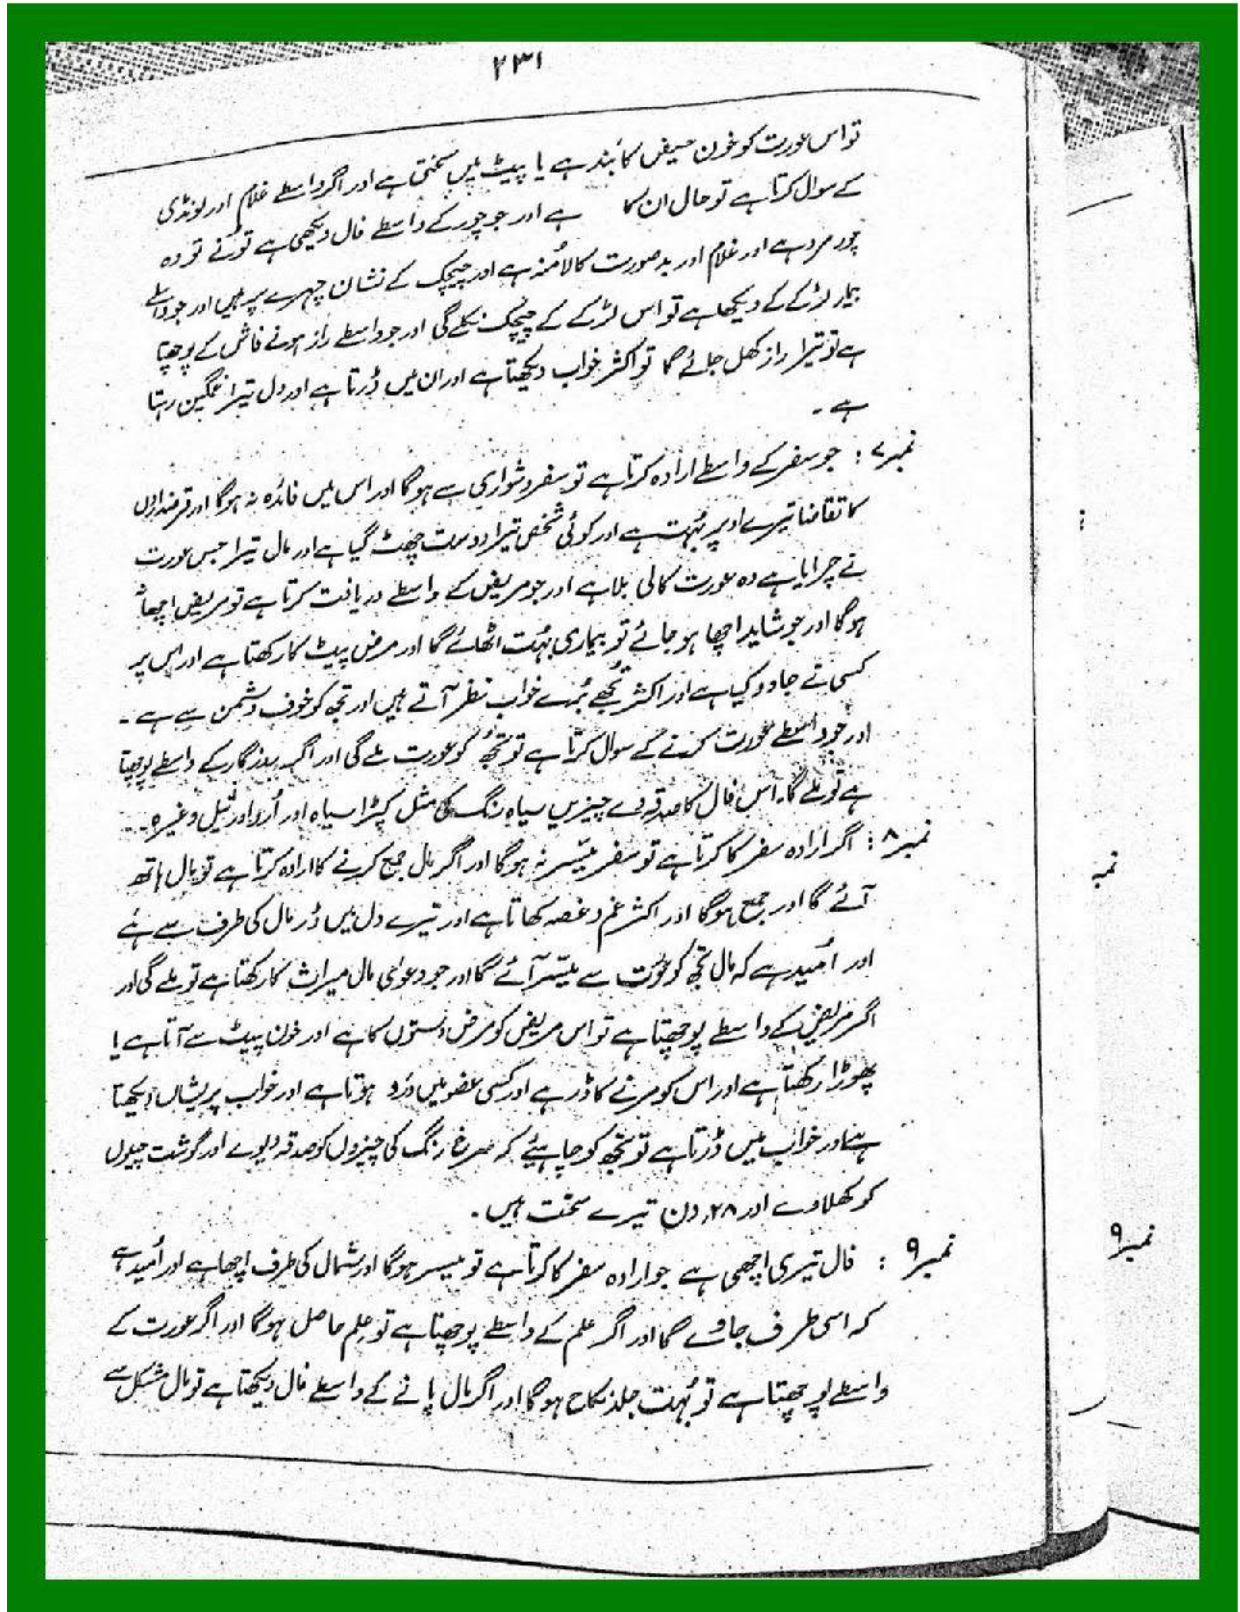 ۲۳۱
تو اس عورت کو خون حیض کا بند ہے یا پیٹ میں سختی ہے اور اگر واسطے غلام اور لونڈی
کے سوال کرتا ہے تو حال ان کا ہے اور جو چور کے واسطے فال دیکھی ہے تو نے تو وہ
چور مرد ہے اور غلام اور بدصورت کالا منہ ہے اور چیچک کے نشان چہرے پر ہیں اور جو واسطے
بیمار لڑکے کے دیکھا ہے تو اس لڑکے کے چیچک نکلے گی اور جو واسطے راز ہونے فاش کے پوچھتا
ہے تو تیرا راز کھل جائے گا تو اکثر خواب دیکھتا ہے اور ان میں ڈرتا ہے اور دل تیرا غمگین رہتا
ہے ۔
نمبر ۷ : جو سفر کے واسطے ارادہ کرتا ہے تو سفر دشواری سے ہوگا اور اس میں فائدہ نہ ہوگا اور قرضداروں
کا تقاضا تیرے اوپر بہت ہے اور کوئی شخص تیرا دوست چھٹ گیا ہے اور مال تیرا جس عورت
نے چرایا ہے وہ عورت کالی بلا ہے اور جو مریض کے واسطے دریافت کرتا ہے تو مریض اچھا نہ
ہوگا اور جو شاید اچھا ہو جائے تو بیماری بہت اٹھائے گا اور مرض پیٹ کا رکھتا ہے اور اس پر
کسی نے جادو کیا ہے اور اکثر تجھے بُرے خواب نظر آتے ہیں اور تجھ کو خوف دشمن سے ہے ۔
اور جو واسطے عورت کرنے کے سوال کرتا ہے تو تجھ کو عورت ملے گی اور اگر روزگار کے واسطے پوچھتا
ہے تو ملے گا۔ اس فال کا صدقہ دے چیزیں سیاہ رنگ کی مثل کپڑا سیاہ اور اُرد اور تیل وغیرہ ۔
نمبر ۸ : اگر ارادہ سفر کا کرتا ہے تو سفر میسّر نہ ہوگا اور اگر مال جمع کرنے کا ارادہ کرتا ہے تو مال ہاتھ
آئے گا اور جمع ہوگا اور اکثر غم و غصہ کھاتا ہے اور تیرے دل میں ڈر مال کی طرف سے ہے
اور اُمید ہے کہ مال تجھ کو سے میسّر آئے گا اور جو دعوٰی مال میراث کا رکھتا ہے تو ملے گی اور
اگر مریض کے واسطے پوچھتا ہے تو اس مریض کو مرض دستوں کا ہے اور خون پیٹ سے آتا ہے یا
پھوڑا رکھتا ہے اور اس کو مرنے کا ڈر ہے اور کسی عضو میں درد ہوتا ہے اور خواب پریشاں دیکھتا
ہے اور خواب میں ڈرتا ہے تو تجھ کو چاہیئے کہ سرخ رنگ کی چیزوں کو صدقہ دیوے اور گوشت چیلوں
کو کھلاوے اور ۲۸؍ دن تیرے سخت ہیں ۔
نمبر ۹ : فال تیری اچھی ہے جو ارادہ سفر کا کرتا ہے تو میسر ہوگا اور شمال کی طرف اچھا ہے اور اُمید ہے
کہ اسی طرف جاوے گا اور اگر علم کے واسطے پوچھتا ہے تو علم حاصل ہوگا اور اگر عورت کے
واسطے پوچھتا ہے تو بہت جلد نکاح ہوگا اور اگر مال پانے کے واسطے فال دیکھتا ہے تو مال مشکل سے
نمبر
نمبر ۹